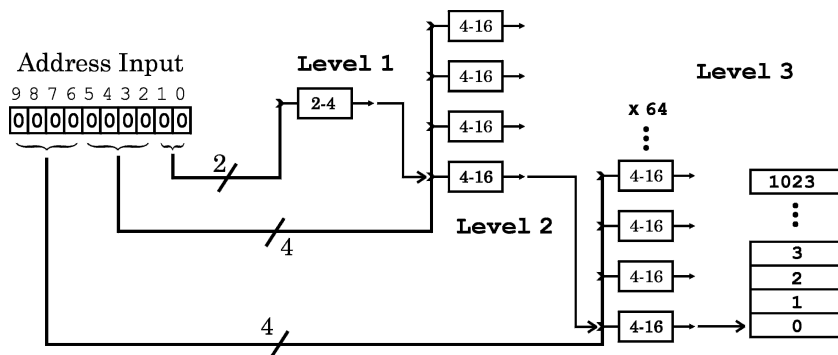 4-16
Address Input
Level 1
4-16
Level 3
9 8 7 6 5 4 3 2 1 0
2-4
x 64
0 0 0 0 0 0 0 0 0 0
4-16
2
4-16
4-16
1023
4
Level 2
4-16
3
4-16
2
1
4
4-16
0